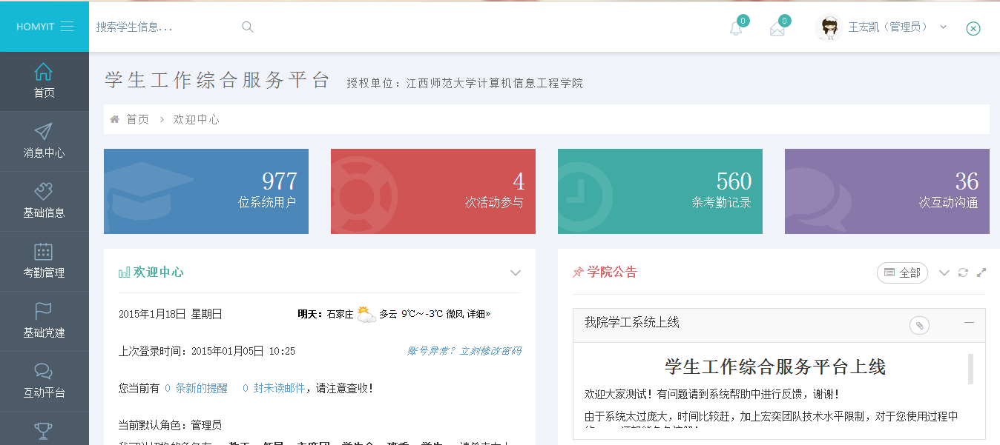 HOMYIT
搜索学生信息...
0
0
王宏凯（管理员）
首页
消息中心
基础信息
考勤管理
基础党建
互动平台
学生工作综合服务平台 授权单位：江西师范大学计算机信息工程学院
首页 > 欢迎中心
977
位系统用户
4
次活动参与
560
条考勤记录
36
次互动沟通
欢迎中心
2015年1月18日 星期日
明天：石家庄 多云 9℃～-3℃ 微风 详细»
上次登录时间：2015年01月05日 10:25
账号异常？立刻修改密码
您当前有 0 条新的提醒 0 封未读邮件，请注意查收！
当前默认角色：管理员
学院公告
全部
我院学工系统上线
学生工作综合服务平台上线
欢迎大家测试！有问题请到系统帮助中进行反馈，谢谢！
由于系统太过庞大，时间比较赶，加上宏奕团队技术水平限制，对于您使用过程中